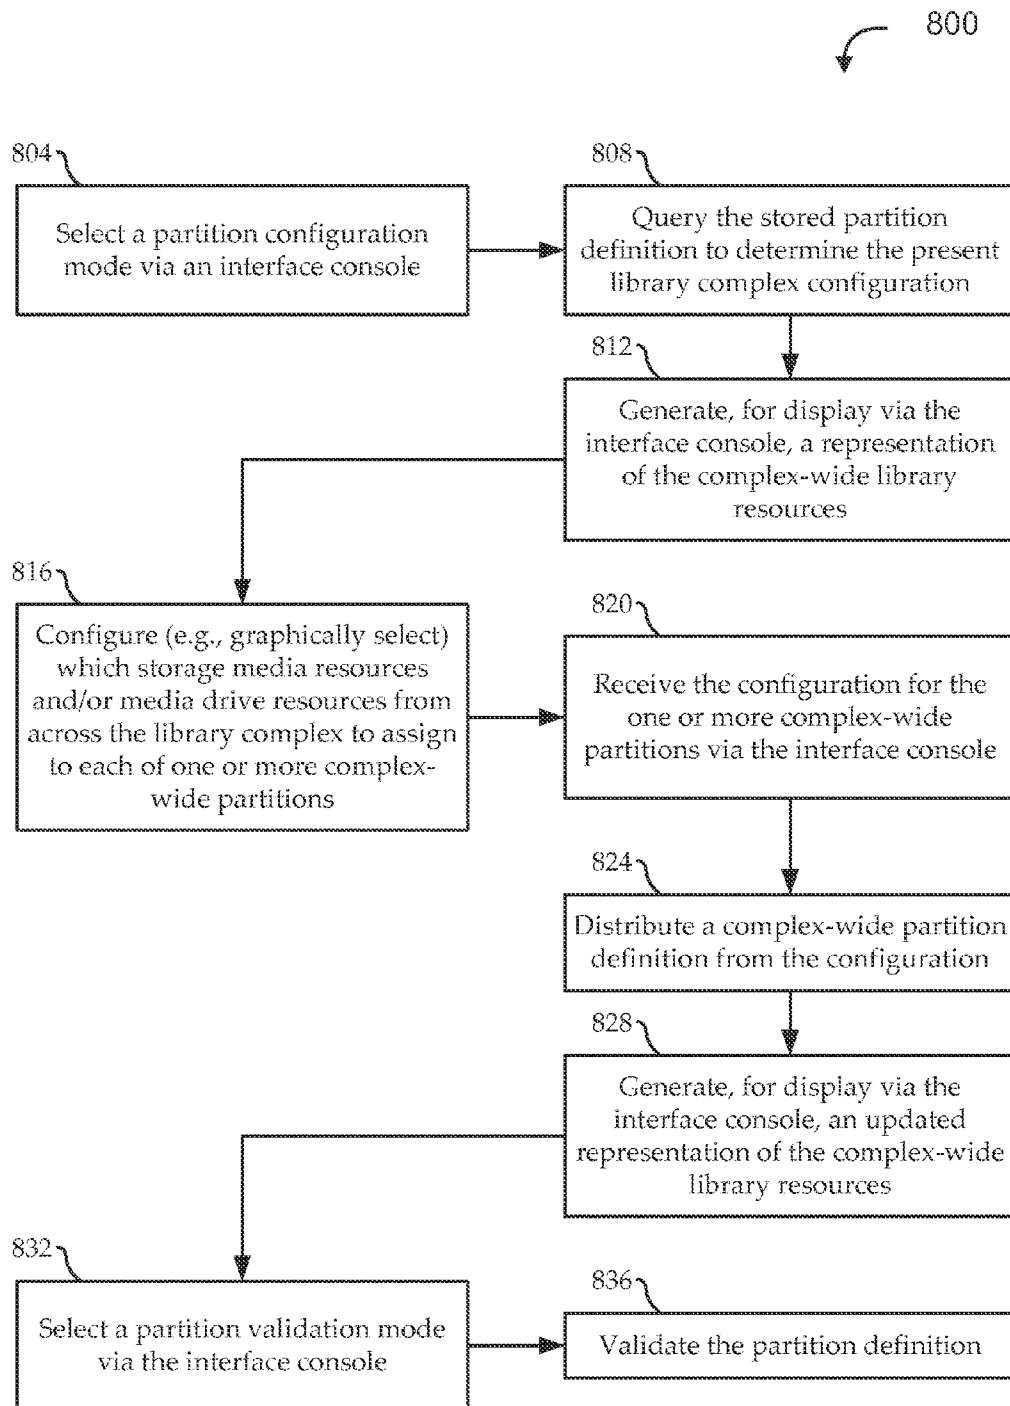 800
804
Select a partition configuration
mode via an interface console
808
Query the stored partition
definition to determine the present
library complex configuration
812
Generate, for display via the
interface console, a representation
of the complex-wide library
resources
816
Configure (e.g., graphically select)
which storage media resources
and/or media drive resources from
across the library complex to assign
to each of one or more complex-
wide partitions
820
Receive the configuration for the
one or more complex-wide
partitions via the interface console
824
Distribute a complex-wide partition
definition from the configuration
828
Generate, for display via the
interface console, an updated
representation of the complex-wide
library resources
832
Select a partition validation mode
via the interface console
836
Validate the partition definition